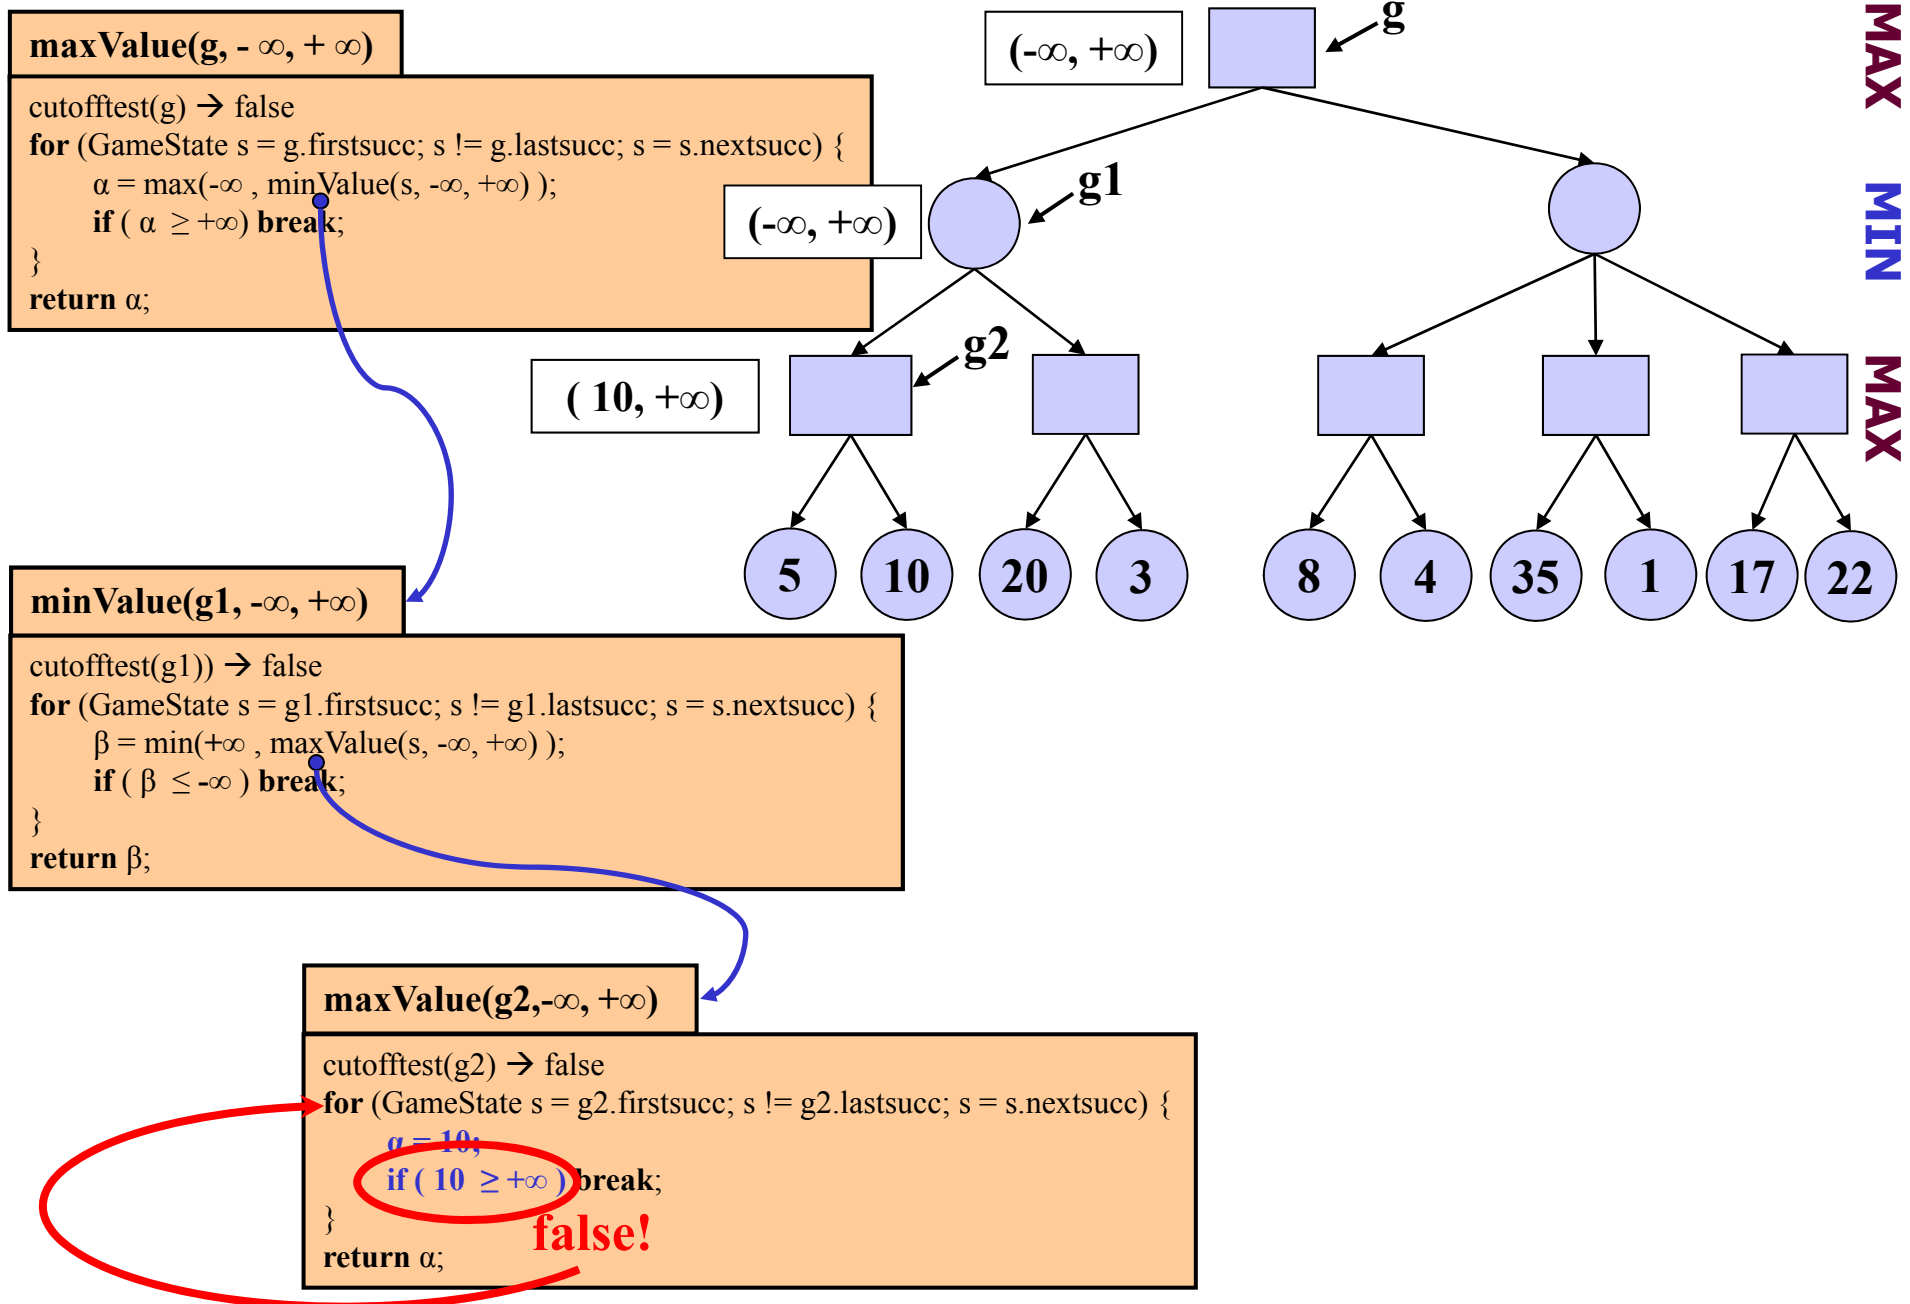 maxValue(g, - ∞, + ∞)
cutofftest(g) → false
for (GameState s = g.firstsucc; s != g.lastsucc; s = s.nextsucc) {
α = max(-∞ , minValue(s, -∞, +∞) );
if ( α ≥ +∞) break;
}
return α;
(-∞, +∞)
g
MAX
(-∞, +∞)
g1
MIN
( 10, +∞)
g2
MAX
5 10 20 3 8 4 35 1 17 22
minValue(g1, -∞, +∞)
cutofftest(g1)) → false
for (GameState s = g1.firstsucc; s != g1.lastsucc; s = s.nextsucc) {
β = min(+∞ , maxValue(s, -∞, +∞) );
if ( β ≤ -∞ ) break;
}
return β;
maxValue(g2,-∞, +∞)
cutofftest(g2) → false
for (GameState s = g2.firstsucc; s != g2.lastsucc; s = s.nextsucc) {
α = 10;
if ( 10 ≥ +∞ ) break;
}
false!
return α;